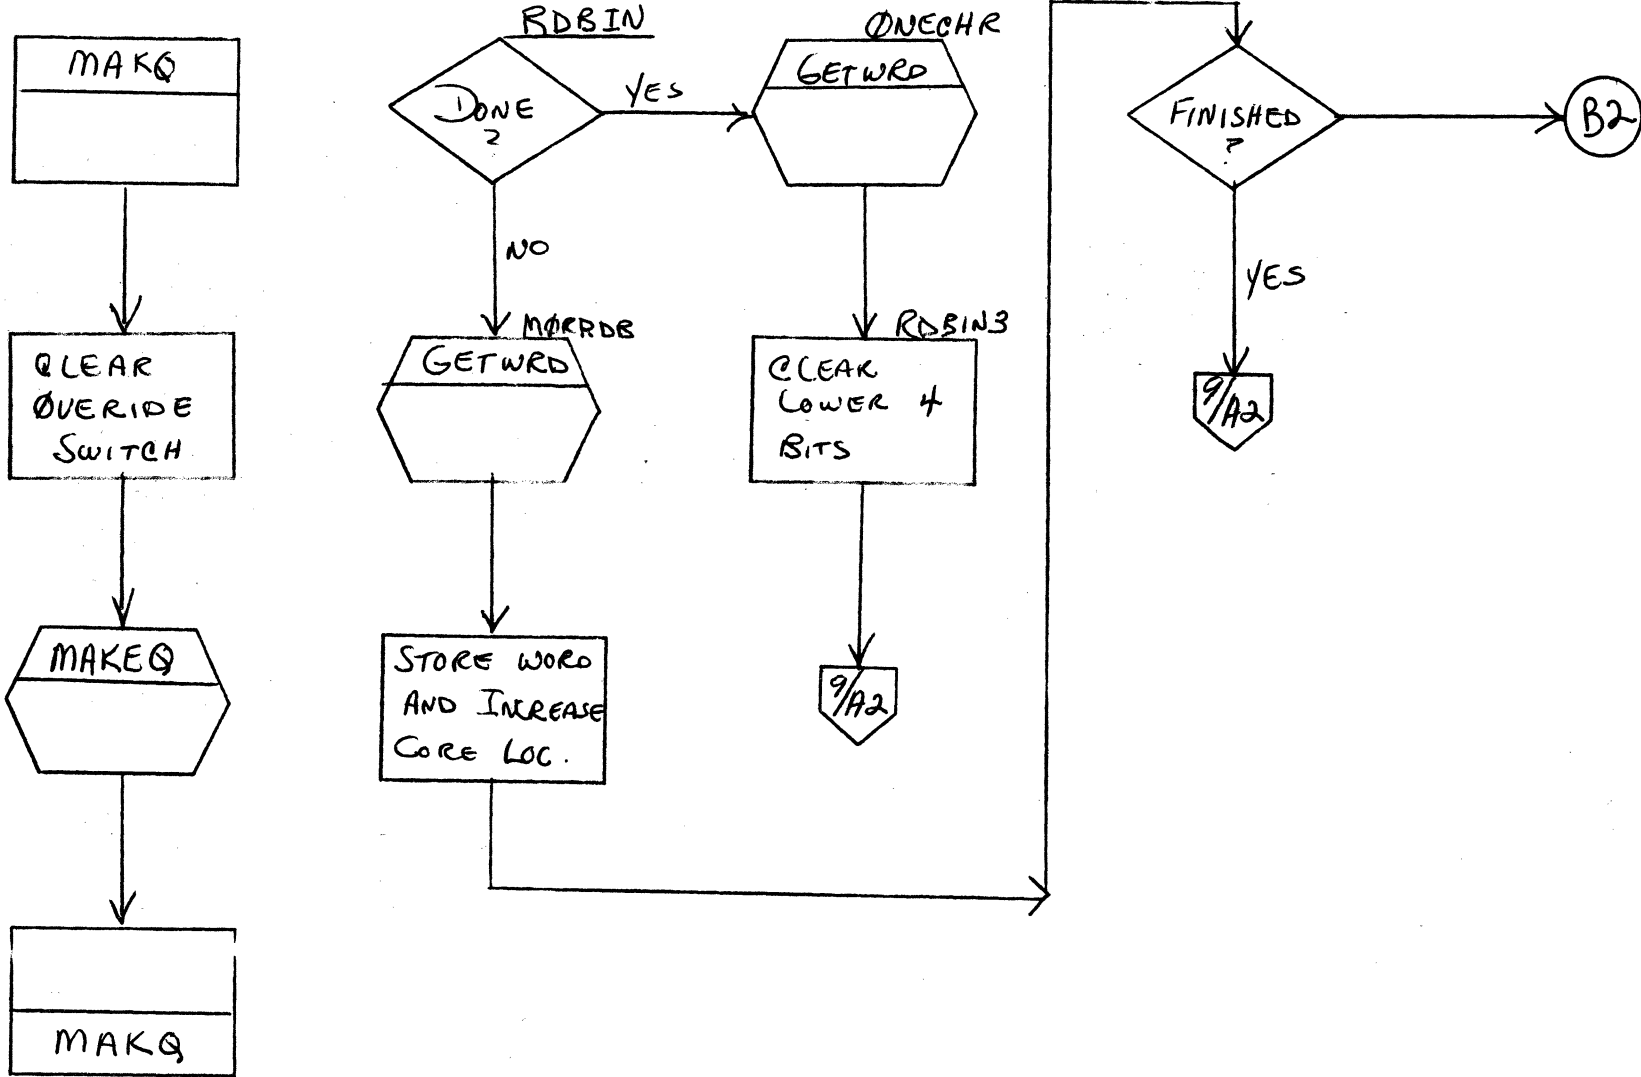 MAKQ
CLEAR
ØVERIDE
SWITCH
MAKEQ
MAKQ
RDBIN
DONE
?
YES
NO
MØRRDB
GETWRD
STORE WORD
AND INCREASE
CORE LOC.
ØNECHR
GETWRD
RDBIN3
CLEAR
LOWER 4
BITS
9/A2
FINISHED
?
B2
YES
9/A2